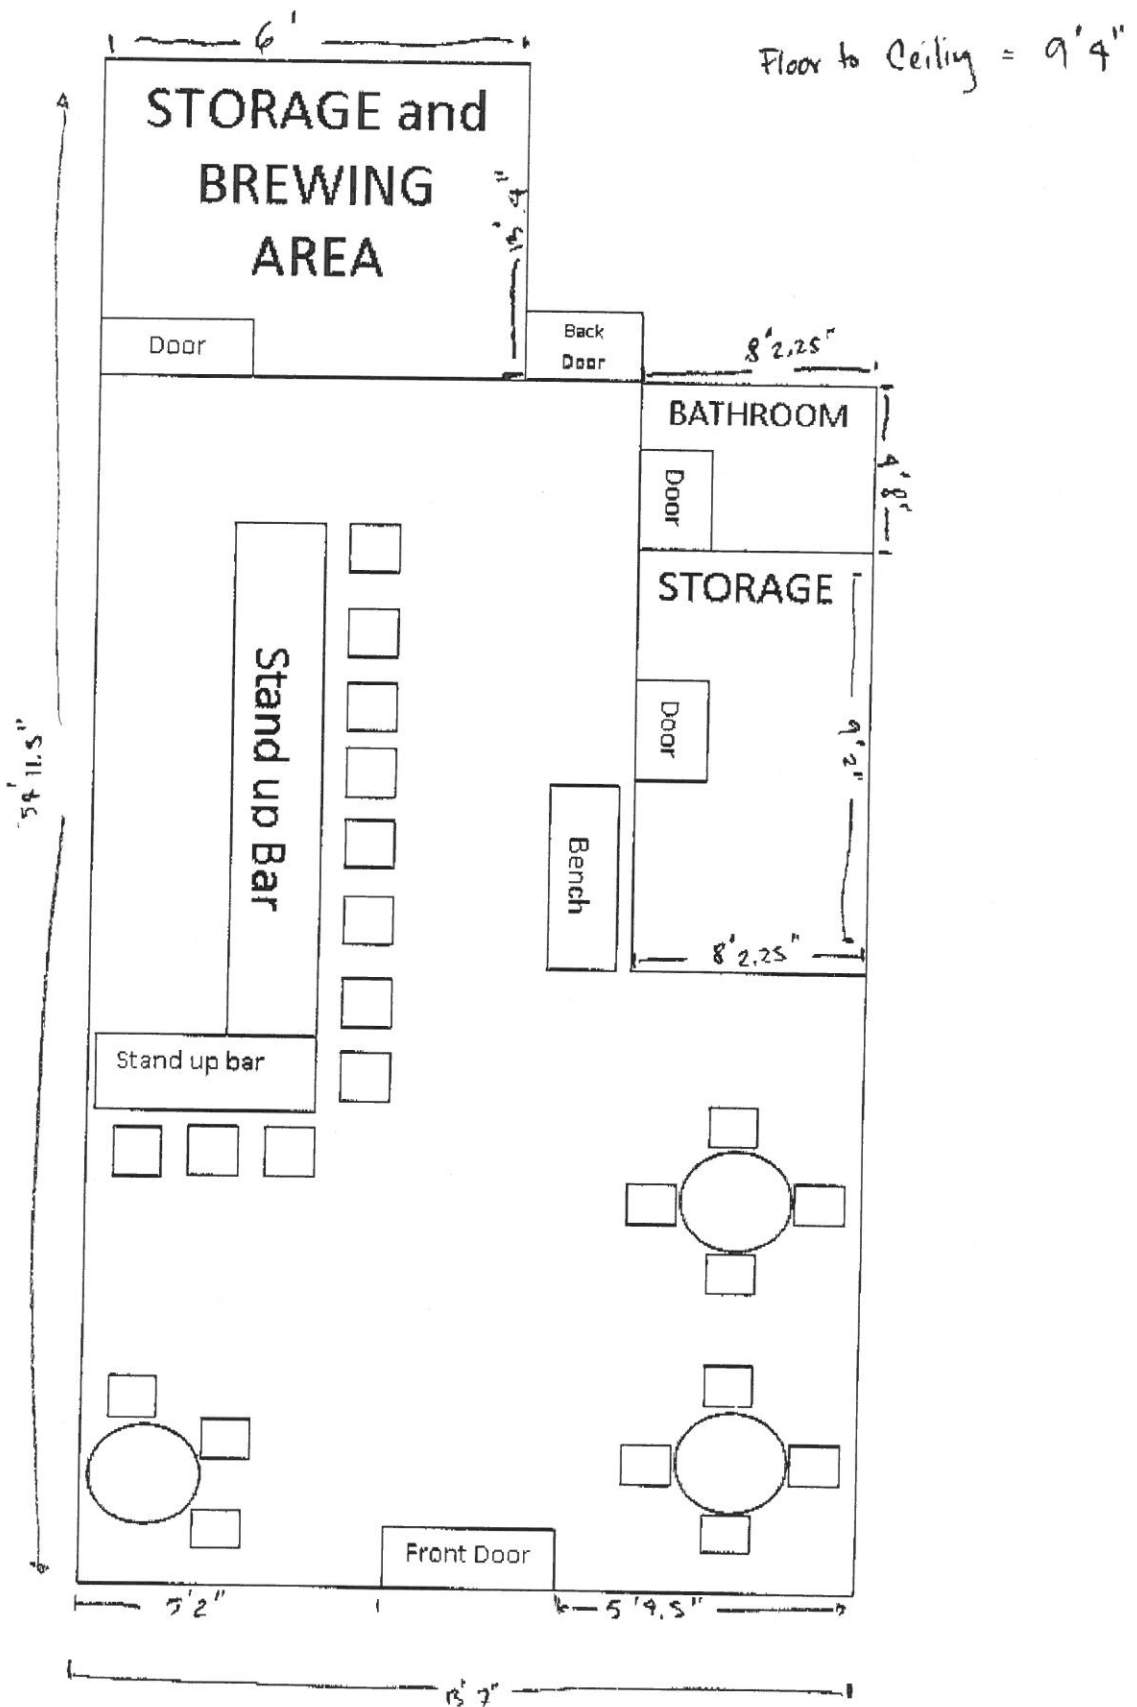 6'
Floor to Ceiling = 9'4"
STORAGE and
BREWING
AREA
13'4"
Door
Back
Door
8'2.25"
BATHROOM
4'8"
Door
STORAGE
Door
9'2"
54'11.5"
Stand up Bar
Bench
8'2.25"
Stand up bar
Front Door
5'2"
5'4.5"
13'7"